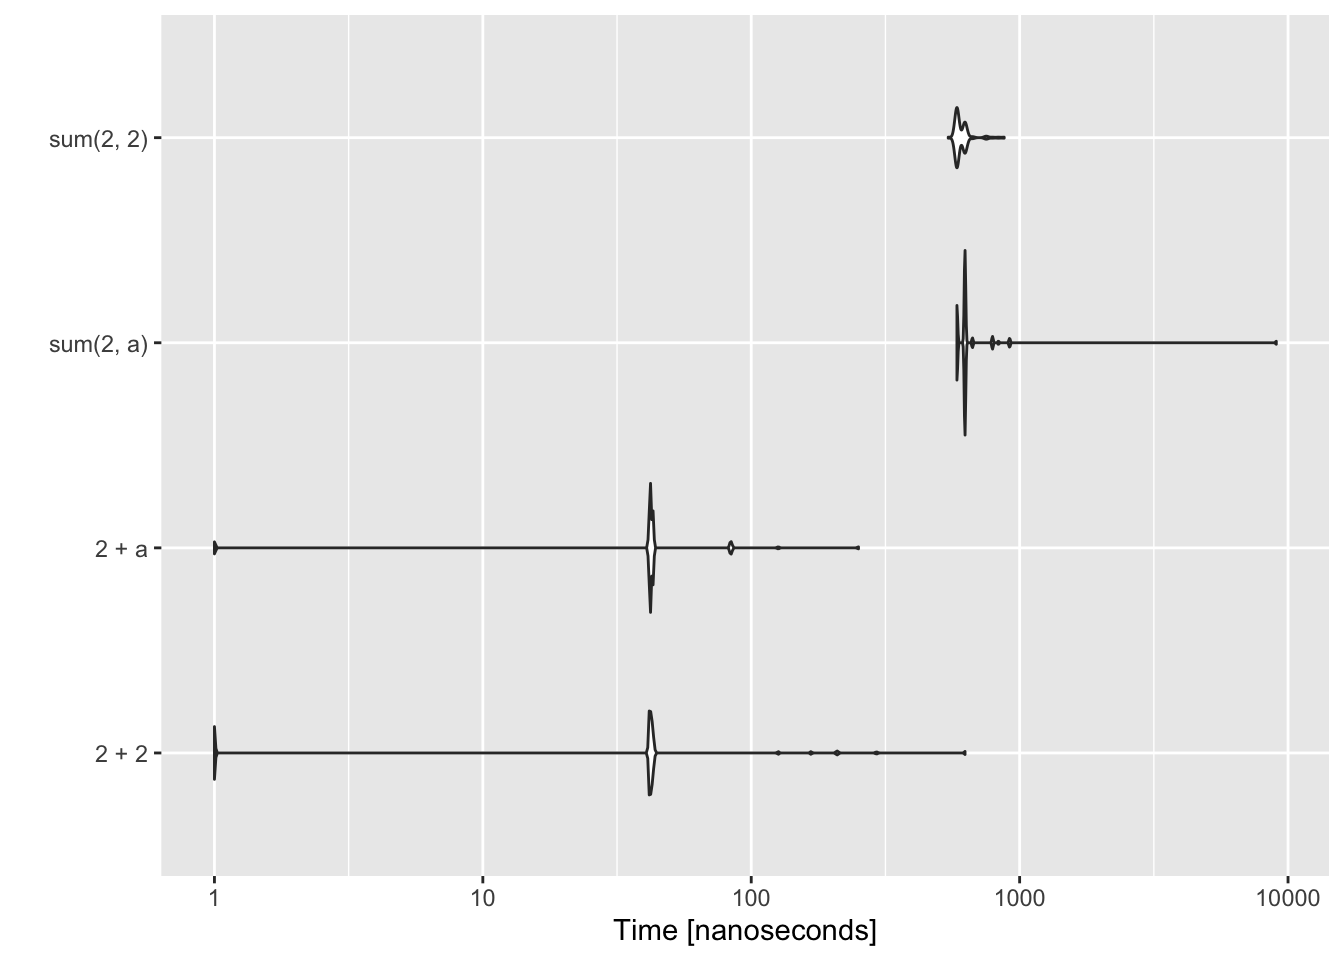 sum(2, 2)
sum(2, a)
2 + a
2 + 2
1 10 100 1000 10000
Time [nanoseconds]